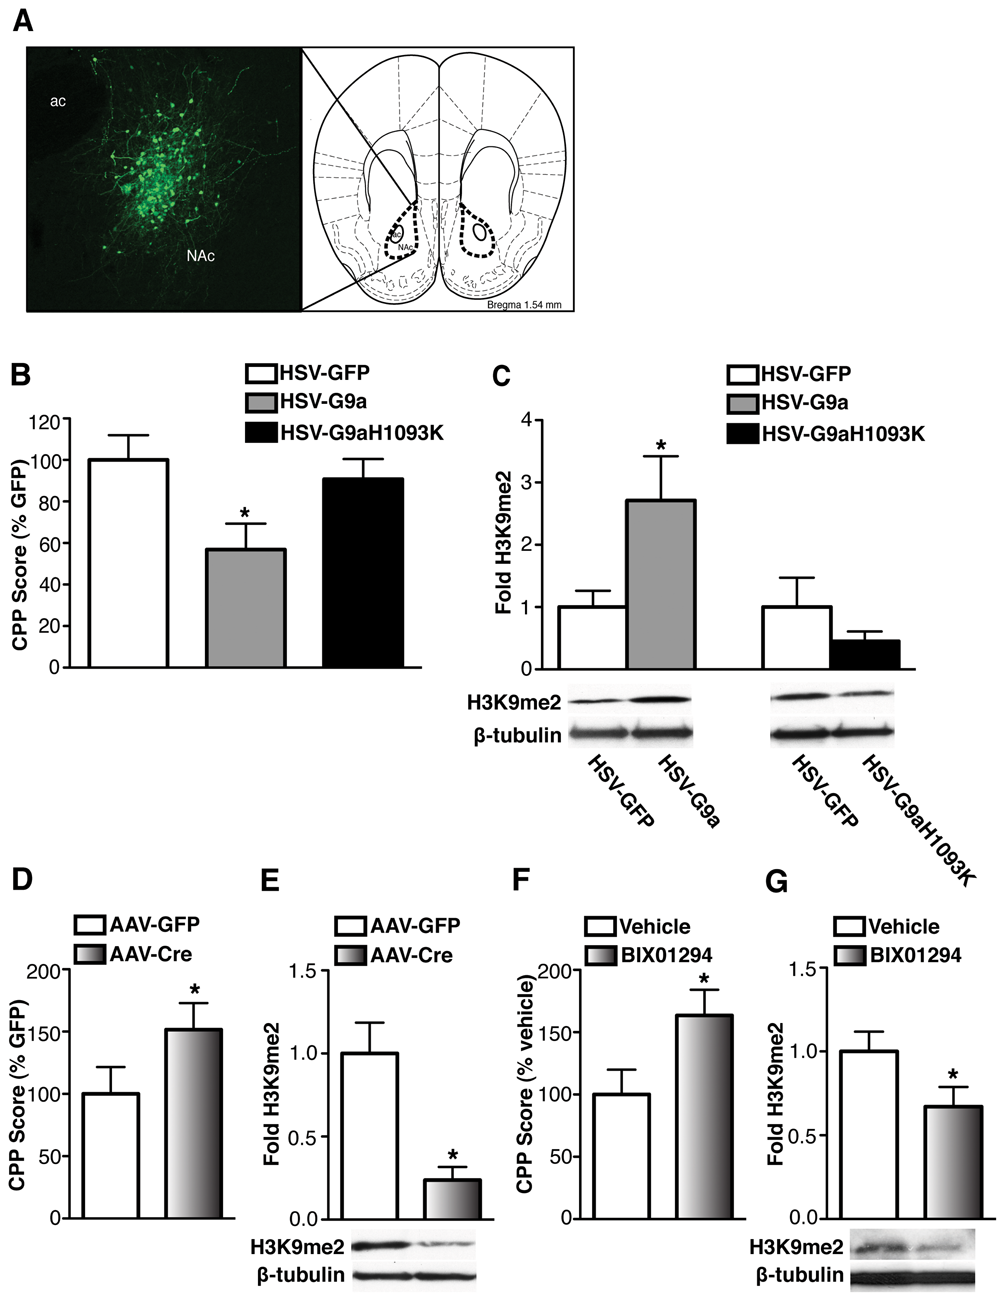 A
ac
NAc
ac
NAc
Bregma 1.54 mm
B
HSV-GFP
HSV-G9a
HSV-G9aH1093K
CPP Score (% GFP)
120
100
80
60
40
20
0
*
C
HSV-GFP
HSV-G9a
HSV-G9aH1093K
Fold H3K9me2
4
3
2
1
0
*
H3K9me2
β-tubulin
HSV-GFP
HSV-G9a
HSV-GFP
HSV-G9aH1093K
D
AAV-GFP
AAV-Cre
CPP Score (% GFP)
200
150
100
50
0
*
E
AAV-GFP
AAV-Cre
Fold H3K9me2
1.5
1.0
0.5
0.0
*
H3K9me2
β-tubulin
F
Vehicle
BIX01294
CPP Score (% vehicle)
200
150
100
50
0
*
G
Vehicle
BIX01294
Fold H3K9me2
1.5
1.0
0.5
0.0
*
H3K9me2
β-tubulin